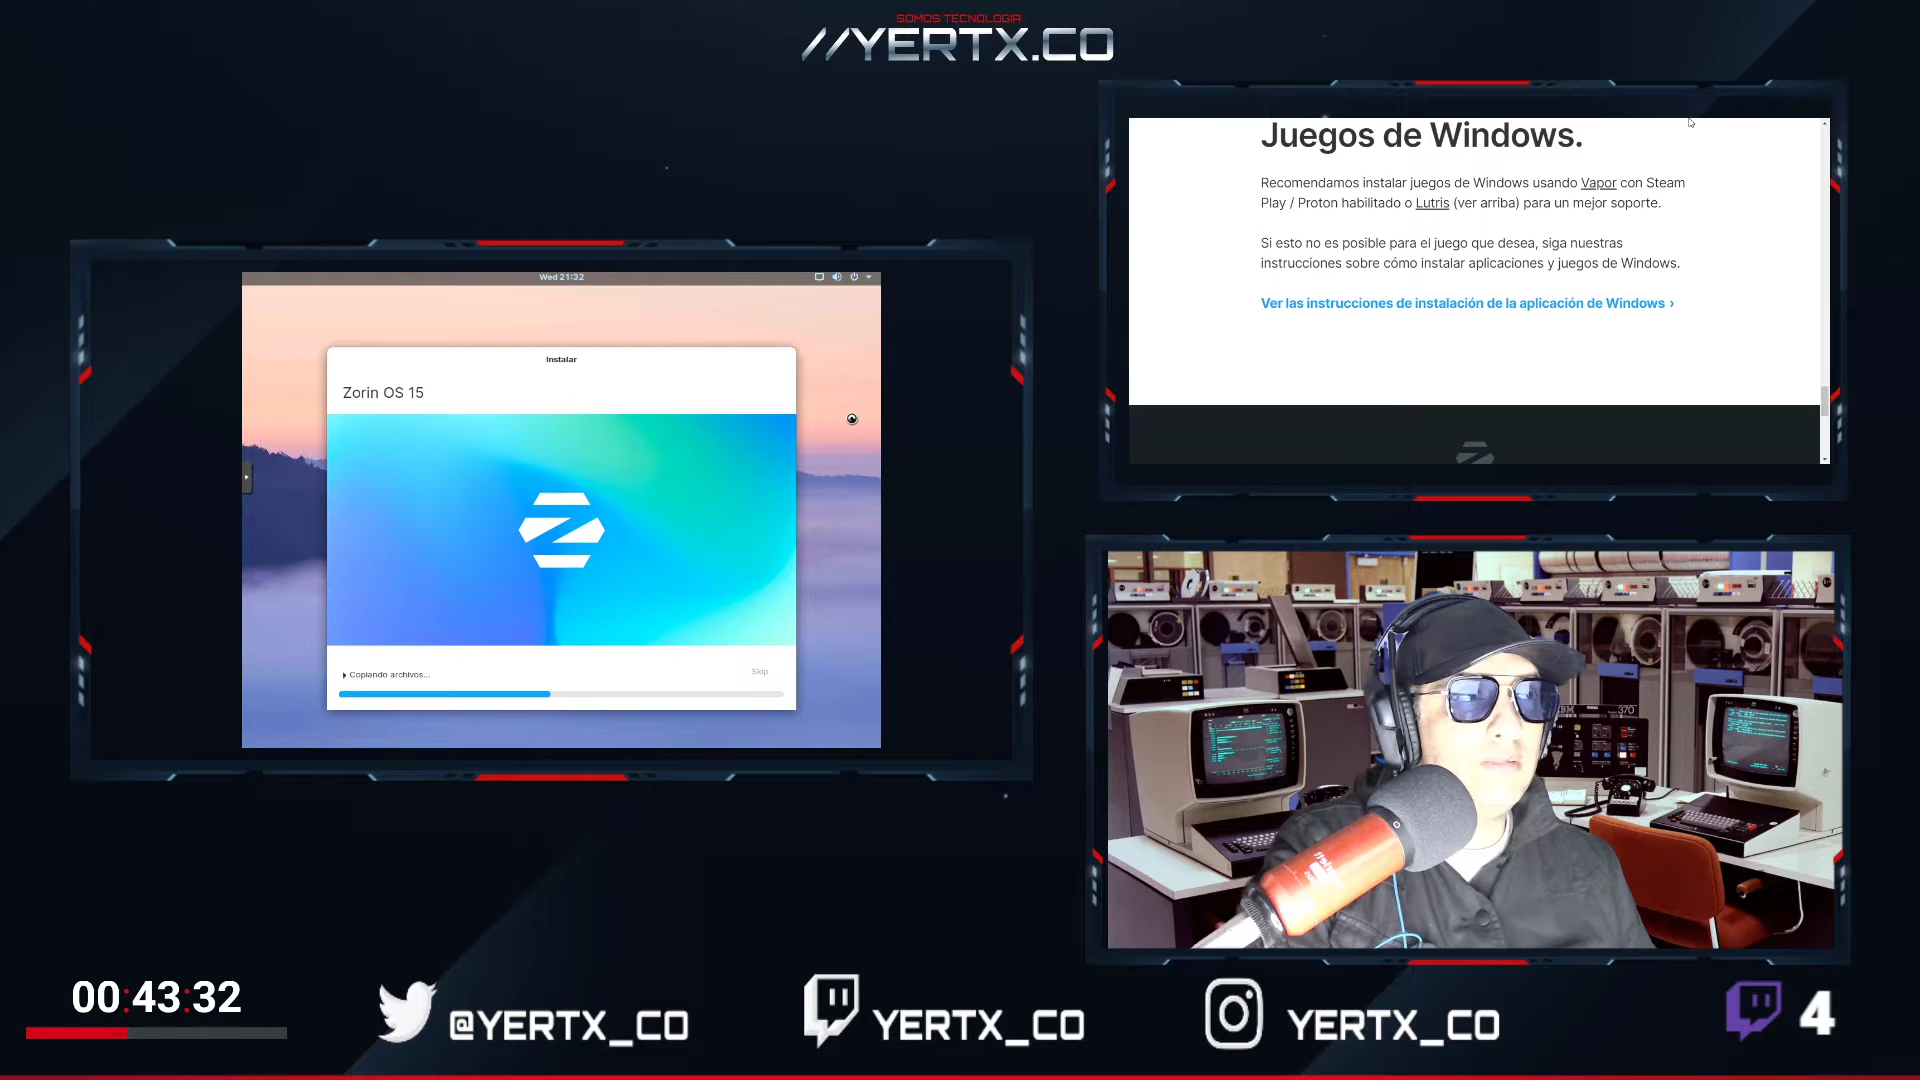 SOMOS TECNOLOGIA
//YERTX.CO
Juegos de Windows.
Recomendamos instalar juegos de Windows usando Vapor con Steam
Play / Proton habilitado o Lutris (ver arriba) para un mejor soporte.
Si esto no es posible para el juego que desea, siga nuestras
instrucciones sobre cómo instalar aplicaciones y juegos de Windows.
Ver las instrucciones de instalación de la aplicación de Windows ›
Wed 21:32
Instalar
Zorin OS 15
Copiando archivos...
Skip
IBM
370
00:43:32
@YERTX_CO
YERTX_CO
YERTX_CO
4